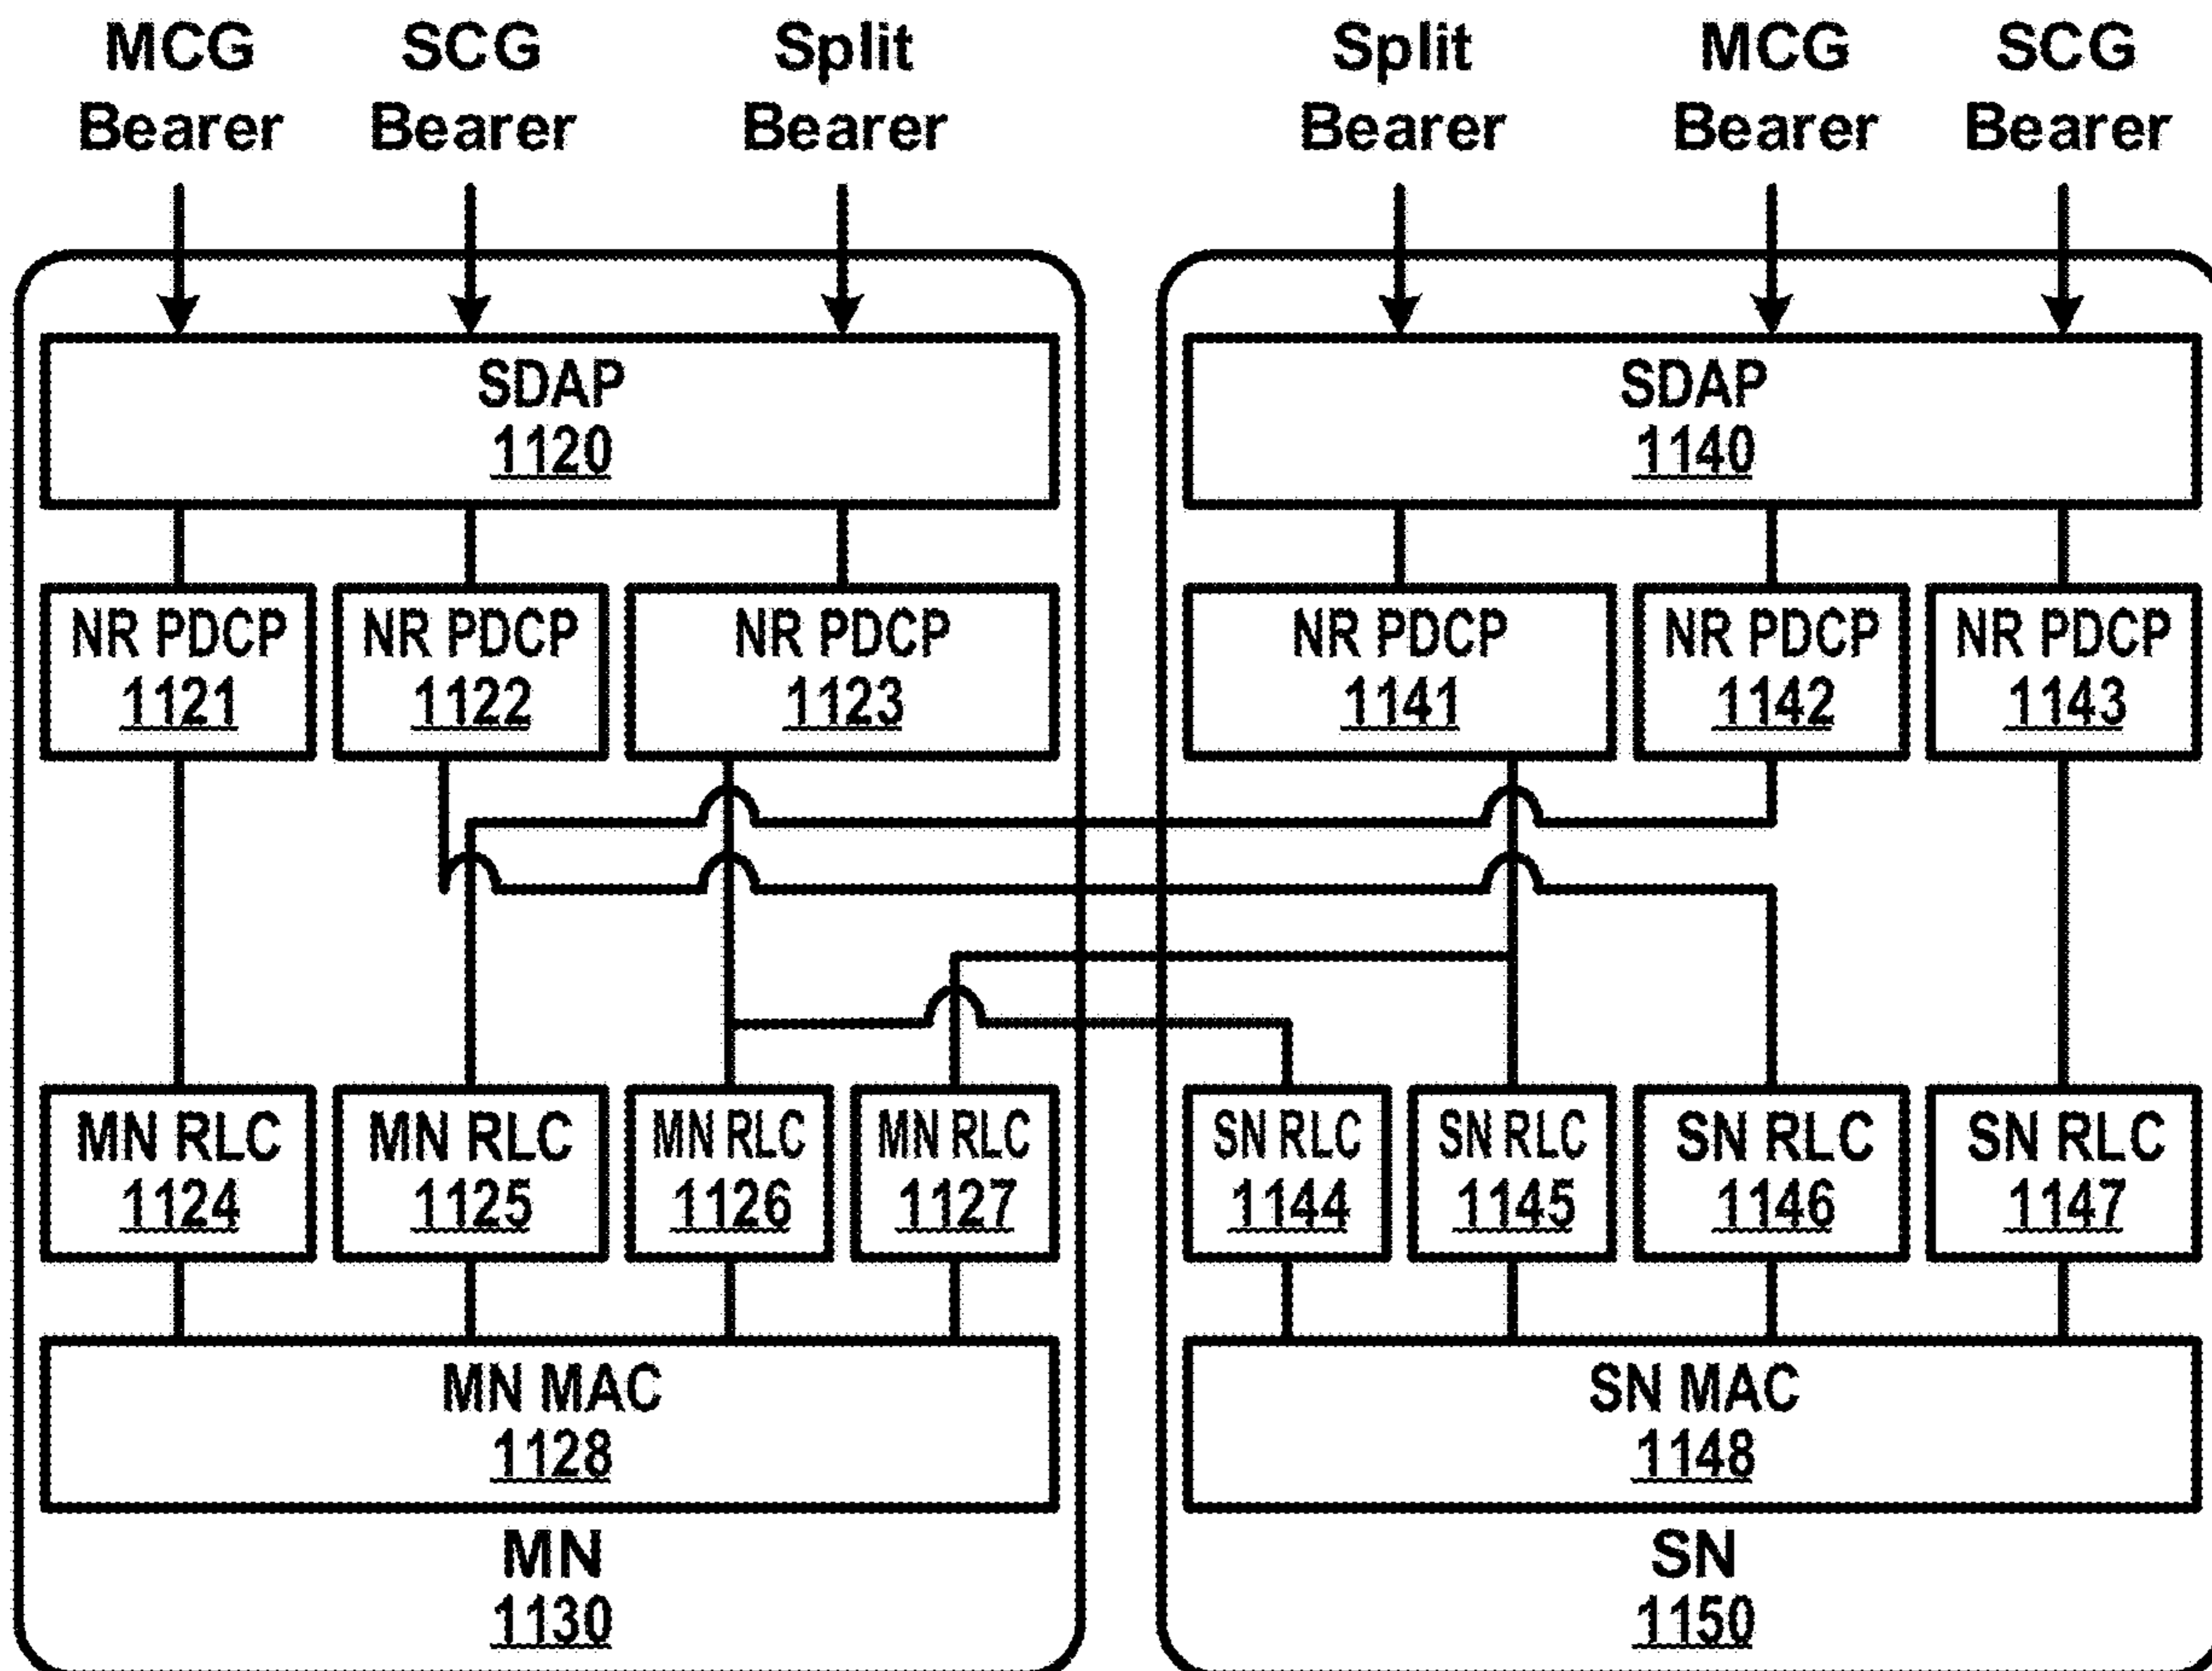 MCG
Bearer
SCG
Bearer
Split
Bearer
Split
Bearer
MCG
Bearer
SCG
Bearer
SDAP
1120
SDAP
1140
NR PDCP
1121
NR PDCP
1122
NR PDCP
1123
NR PDCP
1141
NR PDCP
1142
NR PDCP
1143
MN RLC
1124
MN RLC
1125
MN RLC
1126
MN RLC
1127
SN RLC
1144
SN RLC
1145
SN RLC
1146
SN RLC
1147
MN MAC
1128
SN MAC
1148
MN
1130
SN
1150